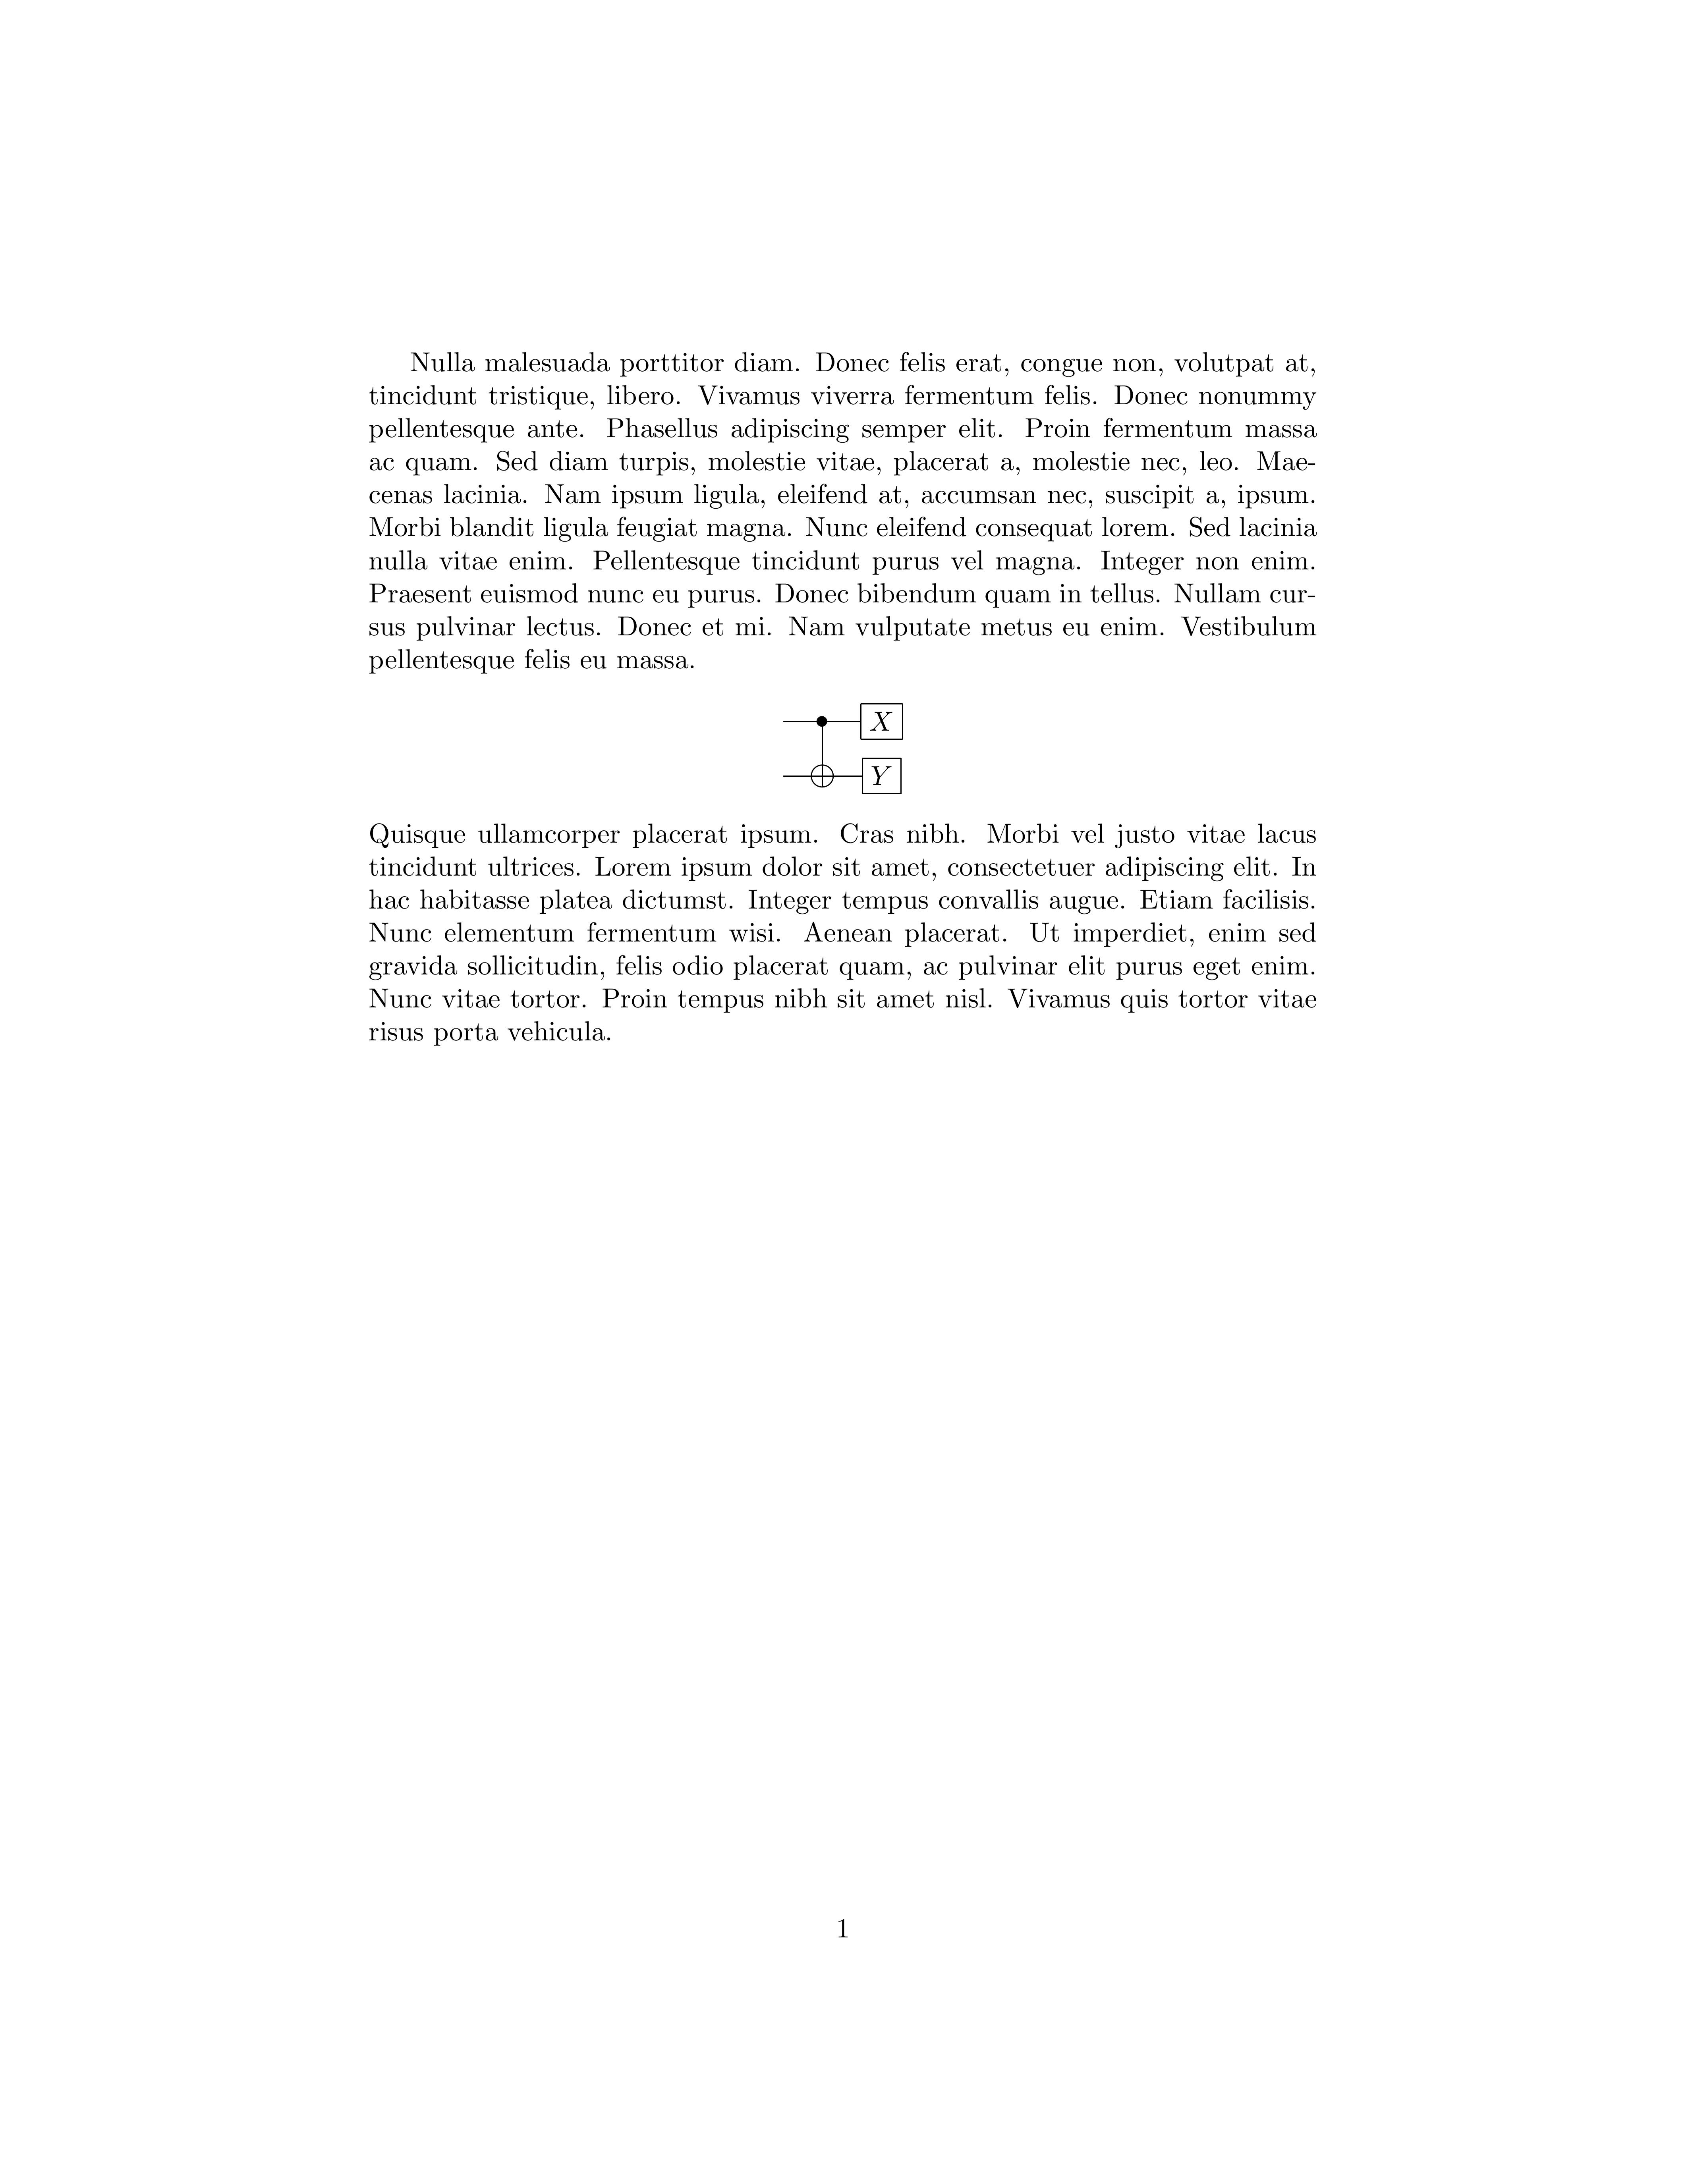 Nulla malesuada porttitor diam. Donec felis erat, congue non, volutpat at,
tincidunt tristique, libero. Vivamus viverra fermentum felis. Donec nonummy
pellentesque ante. Phasellus adipiscing semper elit. Proin fermentum massa
ac quam. Sed diam turpis, molestie vitae, placerat a, molestie nec, leo. Mae-
cenas lacinia. Nam ipsum ligula, eleifend at, accumsan nec, suscipit a, ipsum.
Morbi blandit ligula feugiat magna. Nunc eleifend consequat lorem. Sed lacinia
nulla vitae enim. Pellentesque tincidunt purus vel magna. Integer non enim.
Praesent euismod nunc eu purus. Donec bibendum quam in tellus. Nullam cur-
sus pulvinar lectus. Donec et mi. Nam vulputate metus eu enim. Vestibulum
pellentesque felis eu massa.
X
Y
Quisque ullamcorper placerat ipsum. Cras nibh. Morbi vel justo vitae lacus
tincidunt ultrices. Lorem ipsum dolor sit amet, consectetuer adipiscing elit. In
hac habitasse platea dictumst. Integer tempus convallis augue. Etiam facilisis.
Nunc elementum fermentum wisi. Aenean placerat. Ut imperdiet, enim sed
gravida sollicitudin, felis odio placerat quam, ac pulvinar elit purus eget enim.
Nunc vitae tortor. Proin tempus nibh sit amet nisl. Vivamus quis tortor vitae
risus porta vehicula.
1